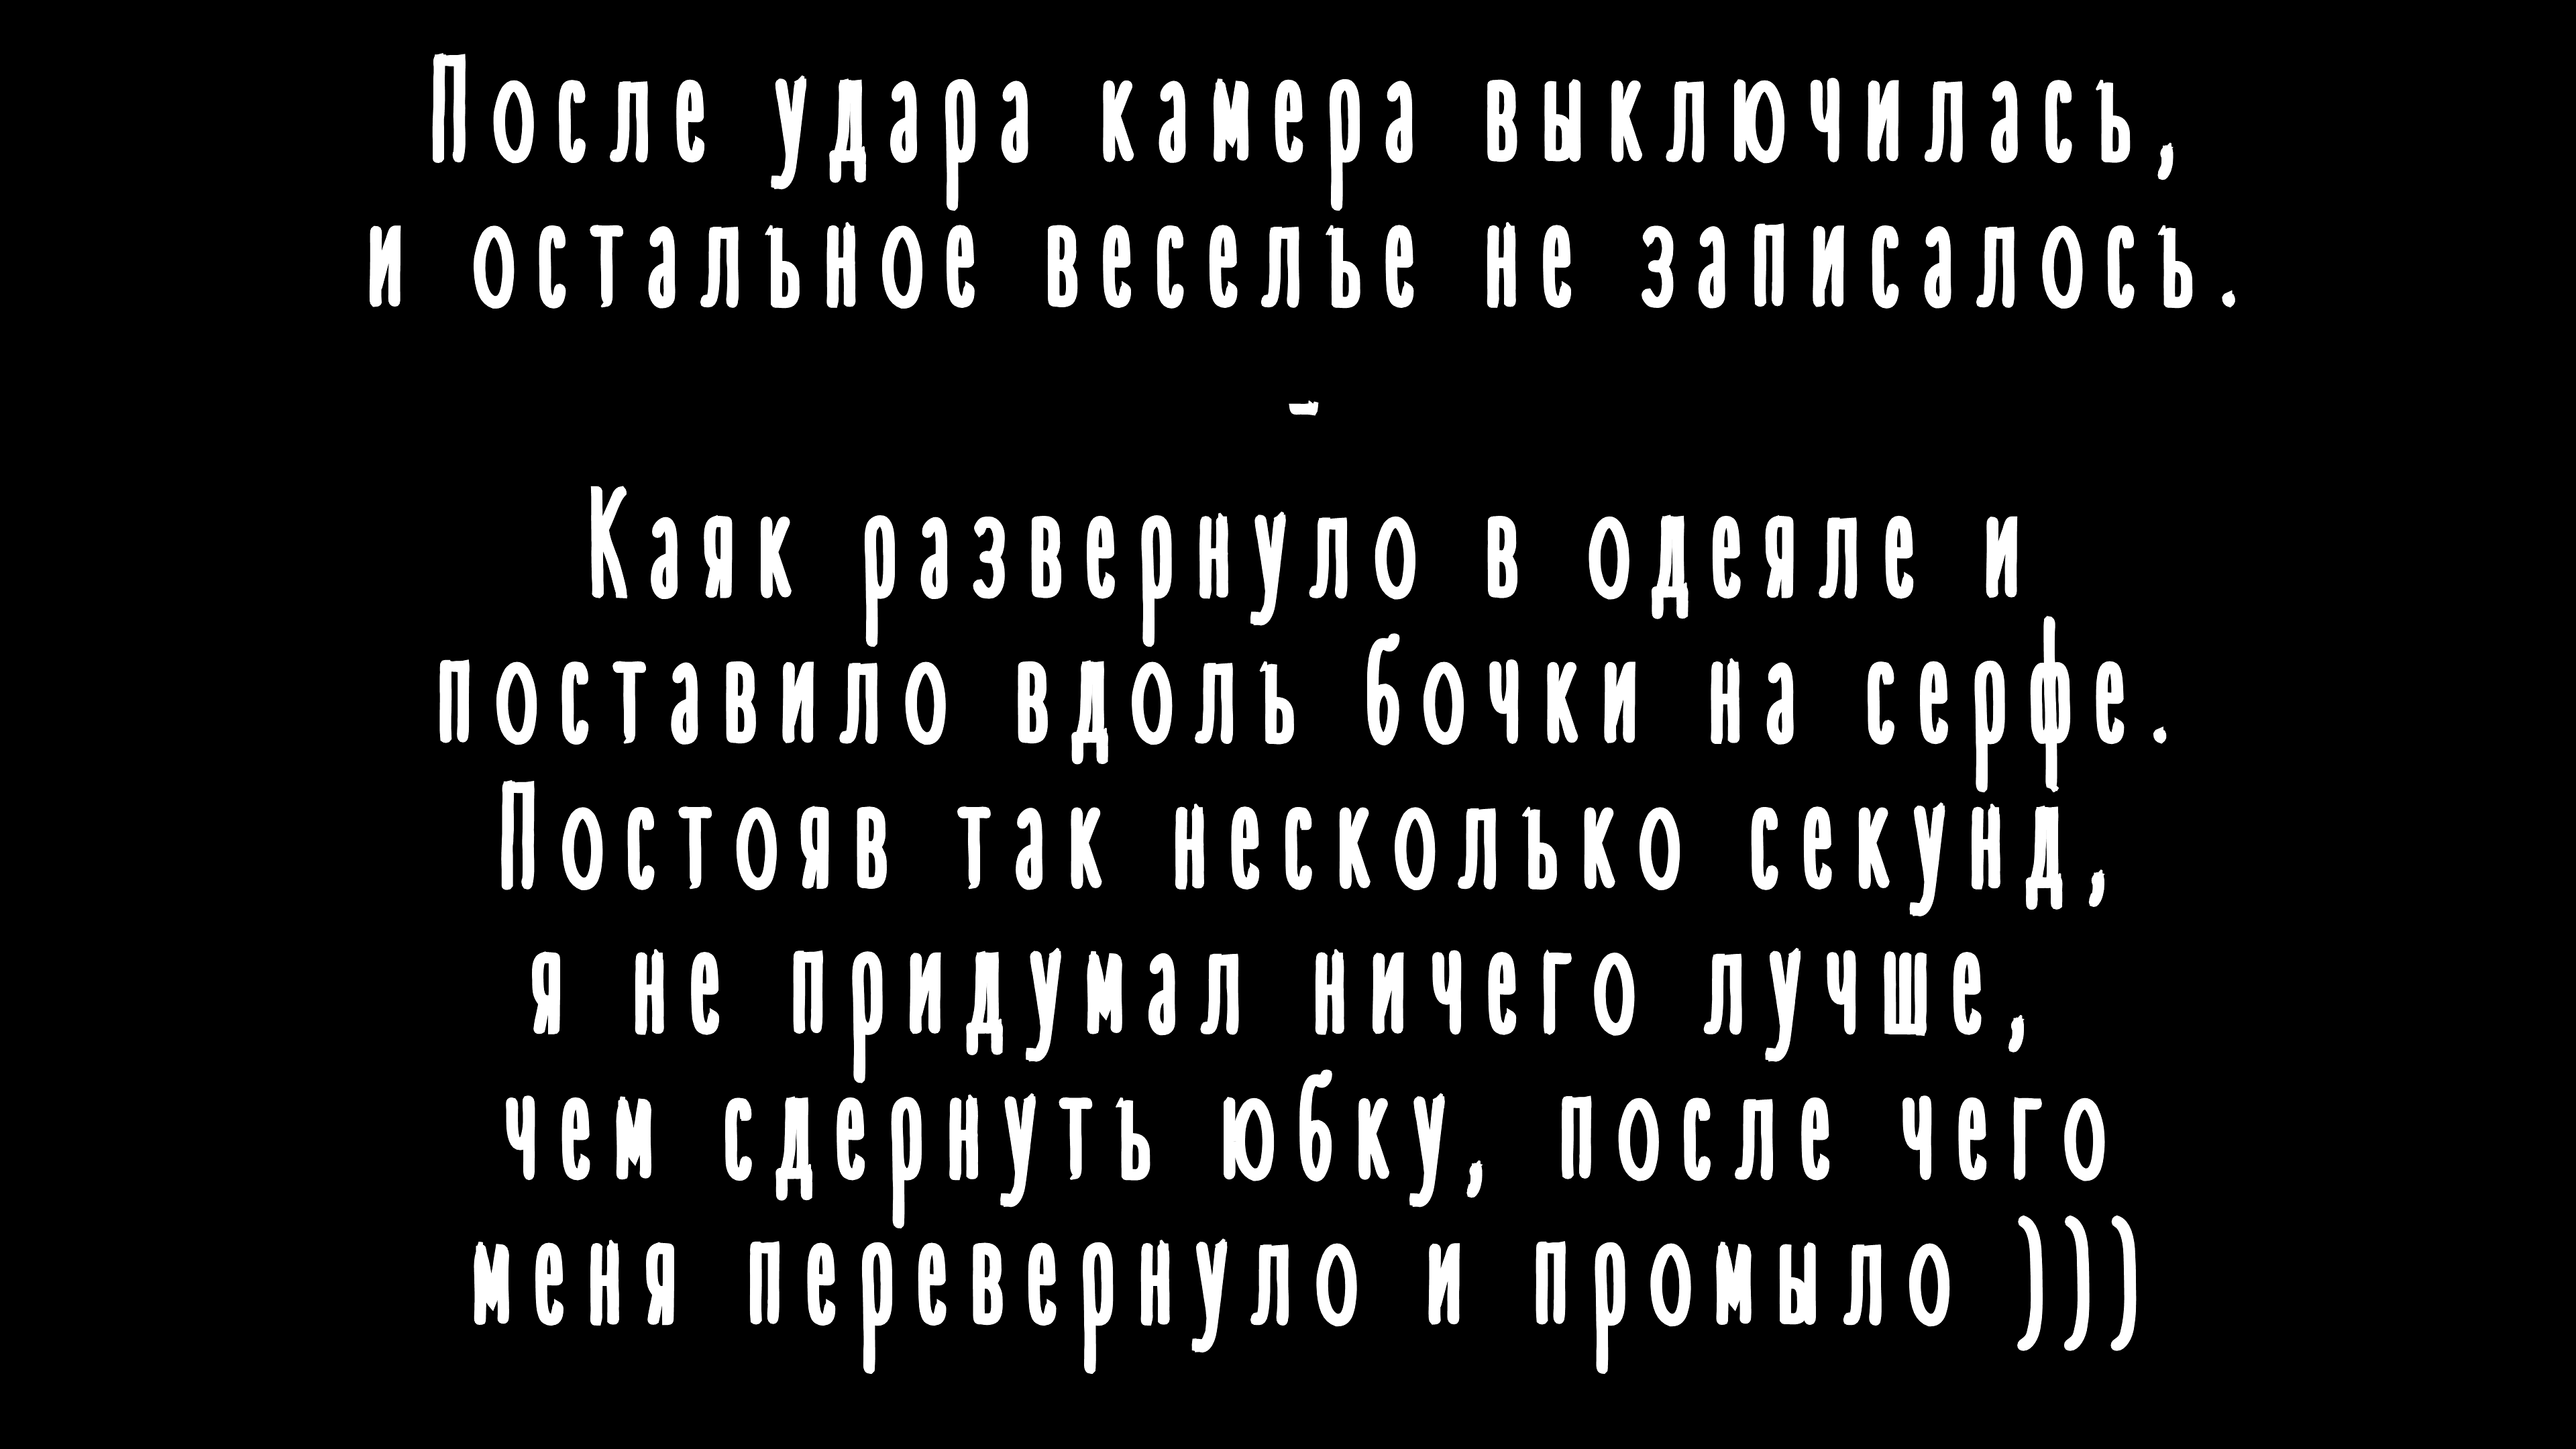 После удара камера выключилась,
и остальное веселье не записалось.
-
Каяк развернуло в одеяле и
поставило вдоль бочки на серфе.
Постояв так несколько секунд,
я не придумал ничего лучше,
чем сдернуть юбку, после чего
меня перевернуло и промыло )))